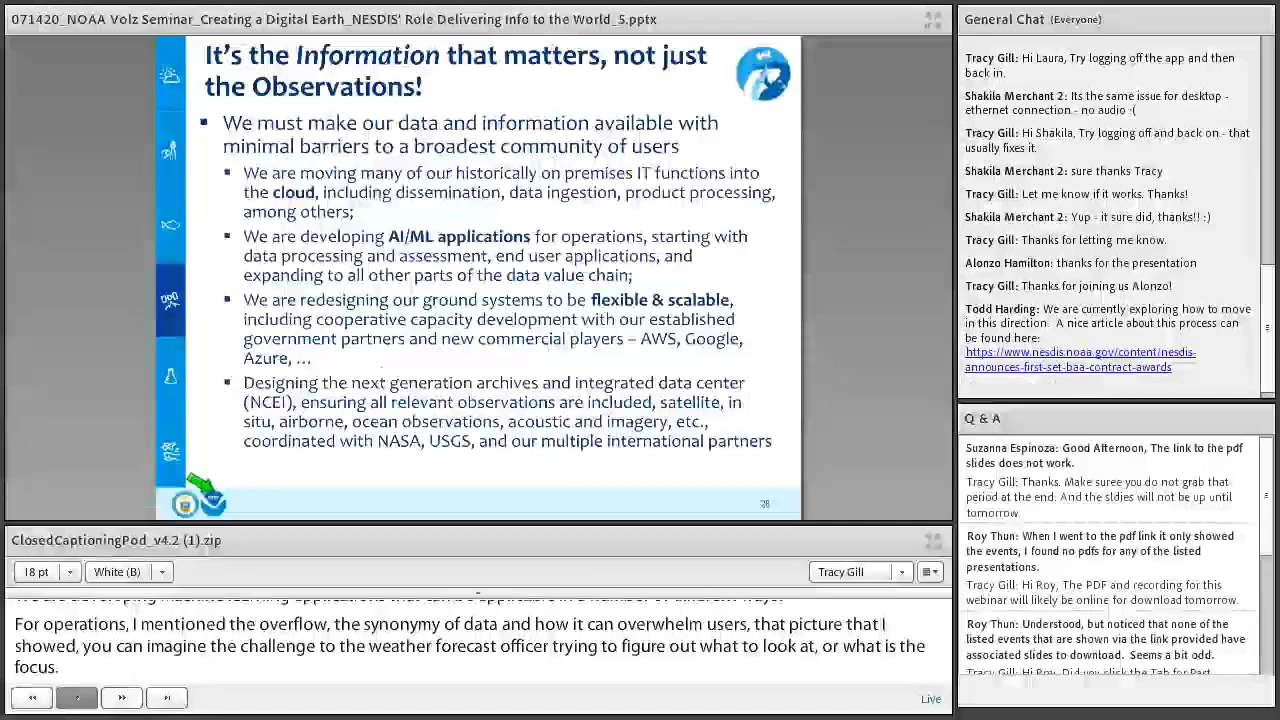 071420_NOAA Volz Seminar_Creating a Digital Earth_NESDIS' Role Delivering Info to the World_5.pptx
It's the Information that matters, not just
the Observations!
We must make our data and information available with
minimal barriers to a broadest community of users
We are moving many of our historically on premises IT functions into
the cloud, including dissemination, data ingestion, product processing,
among others;
We are developing AI/ML applications for operations, starting with
data processing and assessment, end user applications, and
expanding to all other parts of the data value chain;
We are redesigning our ground systems to be flexible & scalable,
including cooperative capacity development with our established
government partners and new commercial players – AWS, Google,
Azure, ...
Designing the next generation archives and integrated data center
(NCEI), ensuring all relevant observations are included, satellite, in
situ, airborne, ocean observations, acoustic and imagery, etc.,
coordinated with NASA, USGS, and our multiple international partners
28
ClosedCaptioningPod_v4.2 (1).zip
18 pt
White (B)
Tracy Gill
For operations, I mentioned the overflow, the synonymy of data and how it can overwhelm users, that picture that I
showed, you can imagine the challenge to the weather forecast officer trying to figure out what to look at, or what is the
focus.
Live
General Chat (Everyone)
Tracy Gill: Hi Laura, Try logging off the app and then
back in.
Shakila Merchant 2: Its the same issue for desktop -
ethernet connection - no audio :(
Tracy Gill: Hi Shakila, Try logging off and back on - that
usually fixes it.
Shakila Merchant 2: sure thanks Tracy
Tracy Gill: Let me know if it works. Thanks!
Shakila Merchant 2: Yup - it sure did, thanks!! :)
Tracy Gill: Thanks for letting me know.
Alonzo Hamilton: thanks for the presentation
Tracy Gill: Thanks for joining us Alonzo!
Todd Harding: We are currently exploring how to move
in this direction. A nice article about this process can
be found here:
https://www.nesdis.noaa.gov/content/nesdis-
announces-first-set-baa-contract-awards
Q & A
Suzanna Espinoza: Good Afternoon, The link to the pdf
slides does not work.
Tracy Gill: Thanks. Make suree you do not grab that
period at the end. And the sldies will not be up until
tomorrow.
Roy Thun: When I went to the pdf link it only showed
the events, I found no pdfs for any of the listed
presentations.
Tracy Gill: Hi Roy, The PDF and recording for this
webinar will likely be online for download tomorrow.
Roy Thun: Understood, but noticed that none of the
listed events that are shown via the link provided have
associated slides to download. Seems a bit odd.
Tracy Gill: Hi Roy, Did you click the Tab for Past